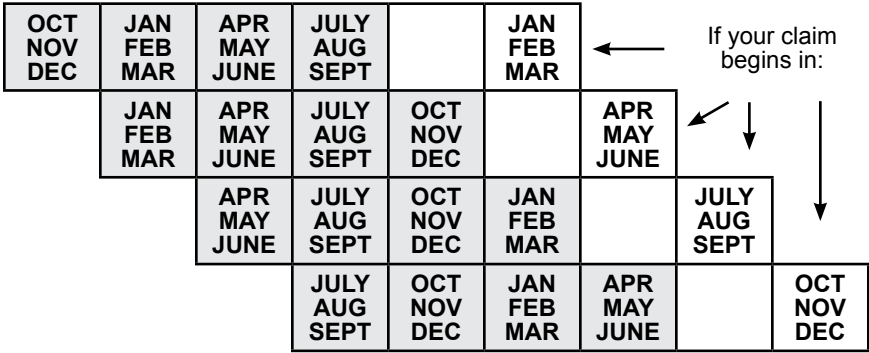 OCT JAN APR JULY JAN
NOV FEB MAY AUG FEB
DEC MAR JUNE SEPT MAR
If your claim
begins in:
JAN APR JULY OCT APR
FEB MAY AUG NOV MAY
MAR JUNE SEPT DEC JUNE
APR JULY OCT JAN JULY
MAY AUG NOV FEB AUG
JUNE SEPT DEC MAR SEPT
JULY OCT JAN APR OCT
AUG NOV FEB MAY NOV
SEPT DEC MAR JUNE DEC